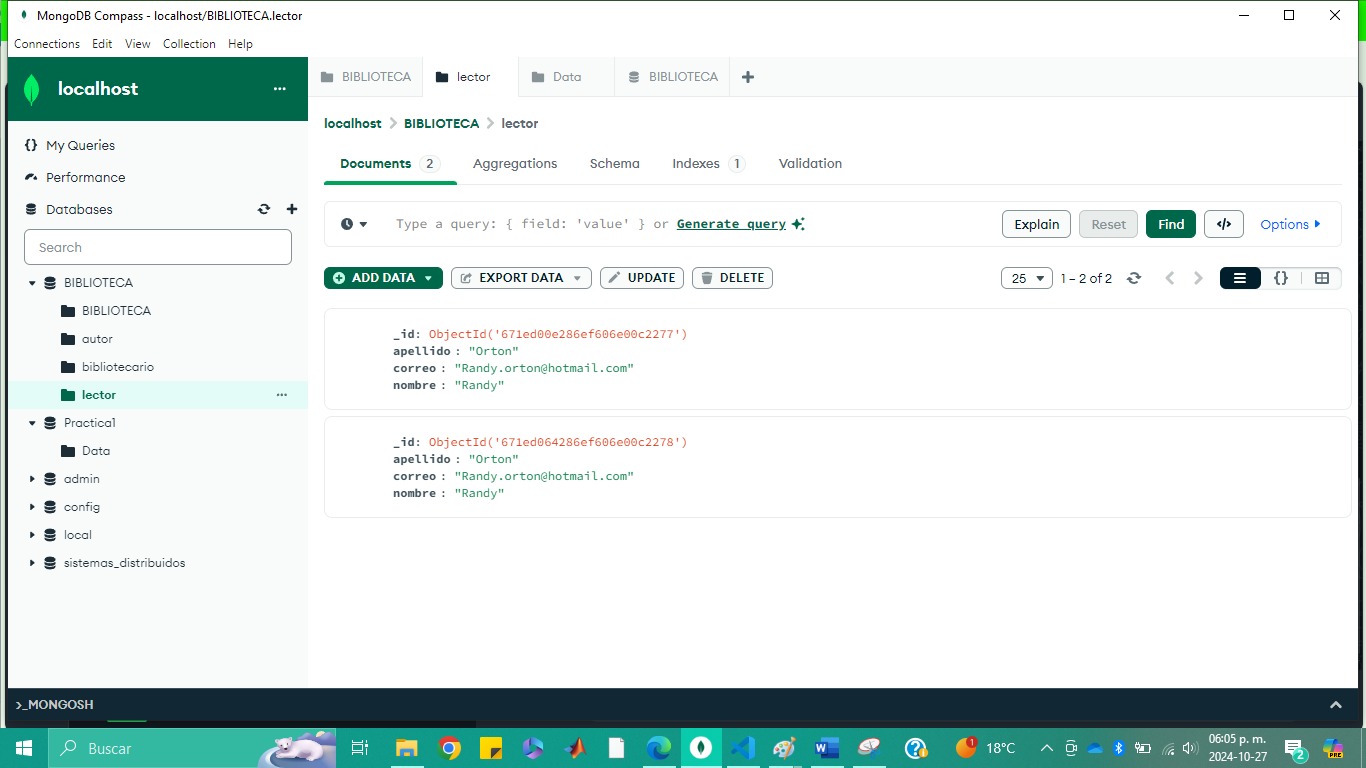 MongoDB Compass - localhost/BIBLIOTECA.lector
Connections Edit View Collection Help
localhost
My Queries
Performance
Databases
Search
BIBLIOTECA
BIBLIOTECA
autor
bibliotecario
lector
Practica1
Data
admin
config
local
sistemas_distribuidos
BIBLIOTECA lector Data BIBLIOTECA
localhost > BIBLIOTECA > lector
Documents 2 Aggregations Schema Indexes 1 Validation
Type a query: { field: 'value' } or Generate query
Explain Reset Find </> Options
ADD DATA EXPORT DATA UPDATE DELETE
25 1 – 2 of 2 {}
_id: ObjectId('671ed00e286ef606e00c2277')
apellido : "Orton"
correo : "Randy.orton@hotmail.com"
nombre : "Randy"
_id: ObjectId('671ed064286ef606e00c2278')
apellido : "Orton"
correo : "Randy.orton@hotmail.com"
nombre : "Randy"
>_MONGOSH
Buscar
1
18°C
06:05 p. m.
2024-10-27
2
PRE